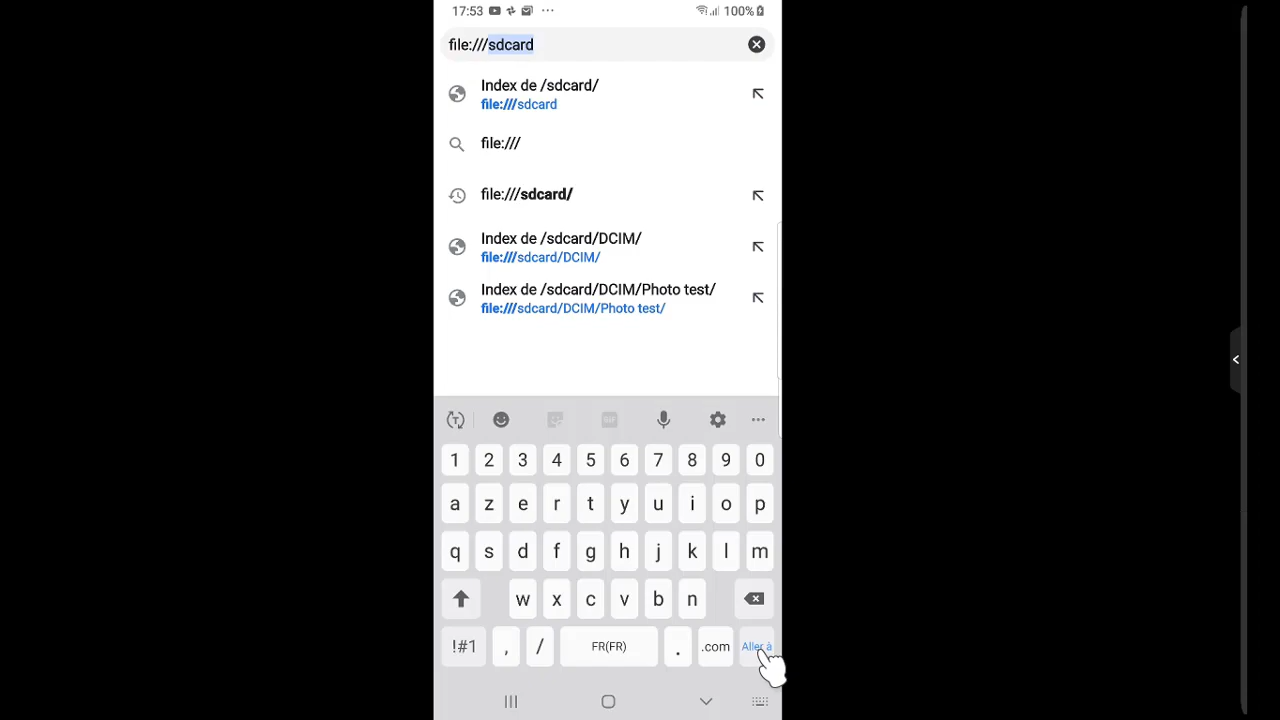 17:53 ... 100%
file:///sdcard
Index de /sdcard/
file:///sdcard
file:///
file:///sdcard/
Index de /sdcard/DCIM/
file:///sdcard/DCIM/
Index de /sdcard/DCIM/Photo test/
file:///sdcard/DCIM/Photo test/
1 2 3 4 5 6 7 8 9 0
a z e r t y u i o p
q s d f g h j k l m
w x c v b n
!#1 , / FR(FR) . .com Aller à